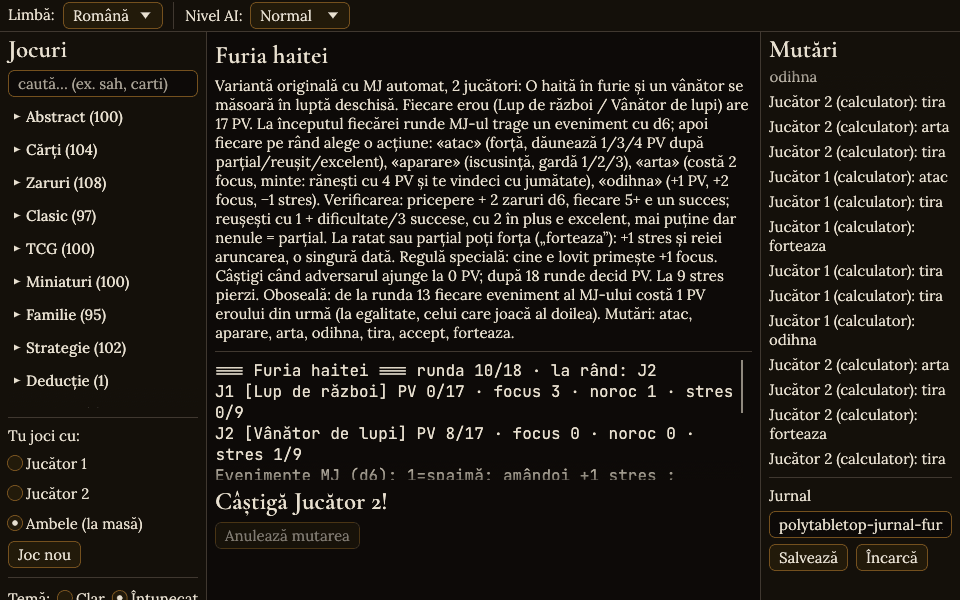 Limbă: Română ▼ Nivel AI: Normal ▼
Jocuri
caută... (ex. sah, carti)
▸ Abstract (100)
▸ Cărți (104)
▸ Zaruri (108)
▸ Clasic (97)
▸ TCG (100)
▸ Miniaturi (100)
▸ Familie (95)
▸ Strategie (102)
▸ Deducție (1)
Tu joci cu:
Jucător 1
Jucător 2
Ambele (la masă)
Joc nou
Temă: Clar Întunecat
Furia haitei
Variantă originală cu MJ automat, 2 jucători: O haită în furie și un vânător se
măsoară în luptă deschisă. Fiecare erou (Lup de război / Vânător de lupi) are
17 PV. La începutul fiecărei runde MJ-ul trage un eveniment cu d6; apoi
fiecare pe rând alege o acțiune: «atac» (forță, dăunează 1/3/4 PV după
parțial/reușit/excelent), «aparare» (iscusință, gardă 1/2/3), «arta» (costă 2
focus, minte: rănești cu 4 PV și te vindeci cu jumătate), «odihna» (+1 PV, +2
focus, −1 stres). Verificarea: pricepere + 2 zaruri d6, fiecare 5+ e un succes;
reușești cu 1 + dificultate/3 succese, cu 2 în plus e excelent, mai puține dar
nenule = parțial. La ratat sau parțial poți forța („forteaza”): +1 stres și reiei
aruncarea, o singură dată. Regulă specială: cine e lovit primește +1 focus.
Câștigi când adversarul ajunge la 0 PV; după 18 runde decid PV. La 9 stres
pierzi. Oboseală: de la runda 13 fiecare eveniment al MJ-ului costă 1 PV
eroului din urmă (la egalitate, celui care joacă al doilea). Mutări: atac,
aparare, arta, odihna, tira, accept, forteaza.
═══ Furia haitei ═══ runda 10/18 · la rând: J2
J1 [Lup de război] PV 0/17 · focus 3 · noroc 1 · stres
0/9
J2 [Vânător de lupi] PV 8/17 · focus 0 · noroc 0 ·
stres 1/9
Evenimente MJ (d6): 1=spaimă: amândoi +1 stres ;
Câștigă Jucător 2!
Anulează mutarea
Mutări
odihna
Jucător 2 (calculator): tira
Jucător 2 (calculator): arta
Jucător 2 (calculator): tira
Jucător 1 (calculator): atac
Jucător 1 (calculator): tira
Jucător 1 (calculator):
forteaza
Jucător 1 (calculator): tira
Jucător 1 (calculator): tira
Jucător 1 (calculator):
odihna
Jucător 2 (calculator): arta
Jucător 2 (calculator): tira
Jucător 2 (calculator):
forteaza
Jucător 2 (calculator): tira
Jurnal
polytabletop-jurnal-fur
Salvează Încarcă